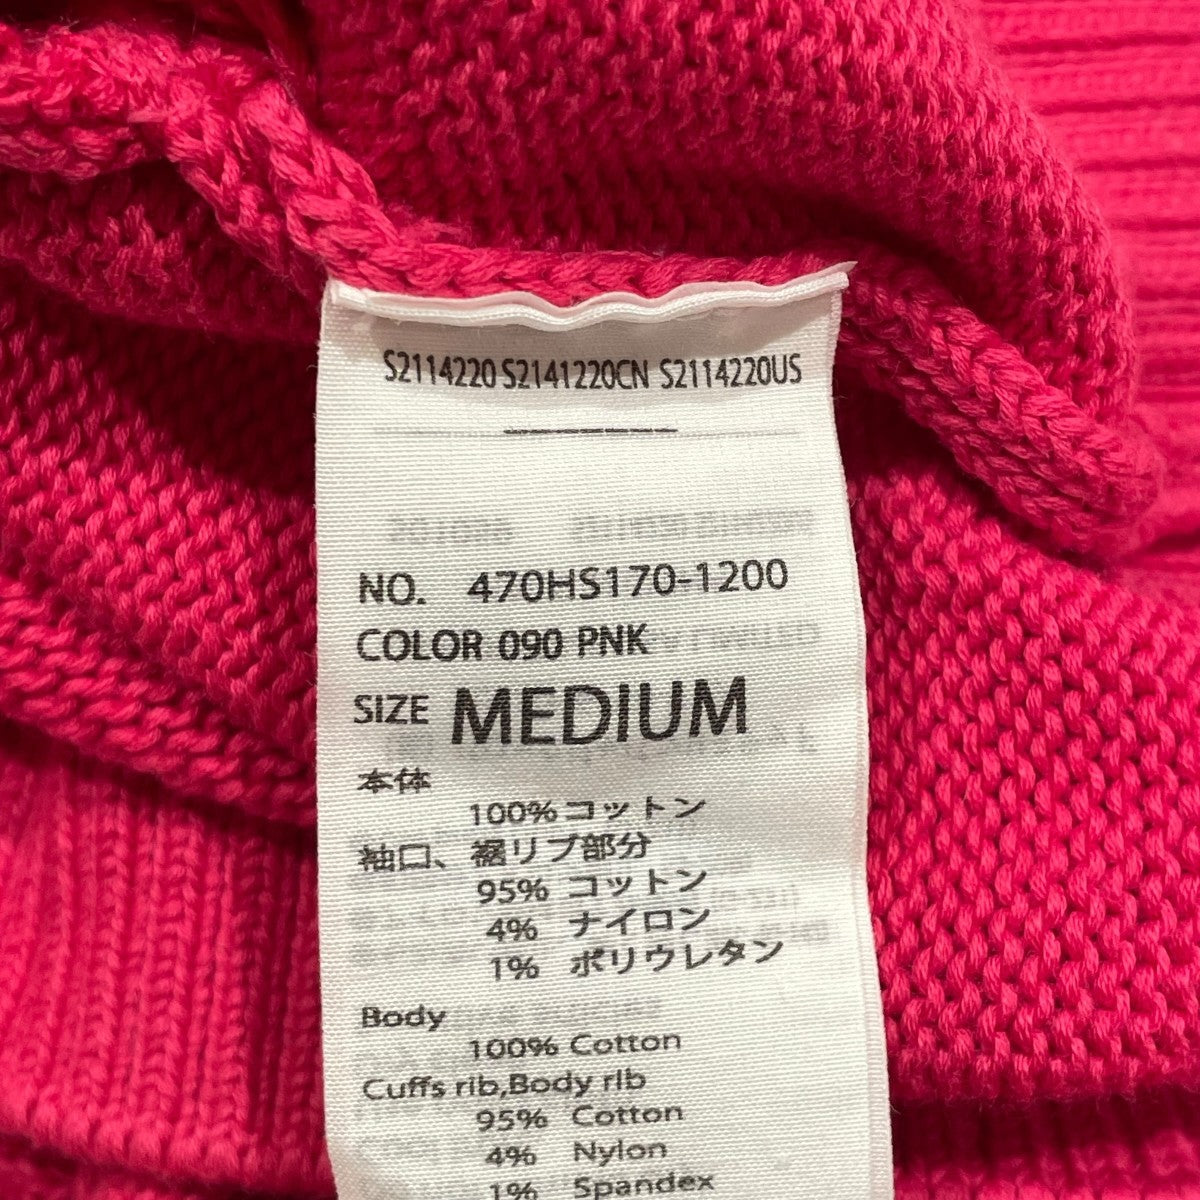 S2114220 S2141220CN S2114220US
NO. 470HS170-1200
COLOR 090 PNK
SIZE MEDIUM
本体
100% コットン
袖口、裾リブ部分
95% コットン
4% ナイロン
1% ポリウレタン
Body
100% Cotton
Cuffs rib,Body rib
95% Cotton
4% Nylon
1% Spandex